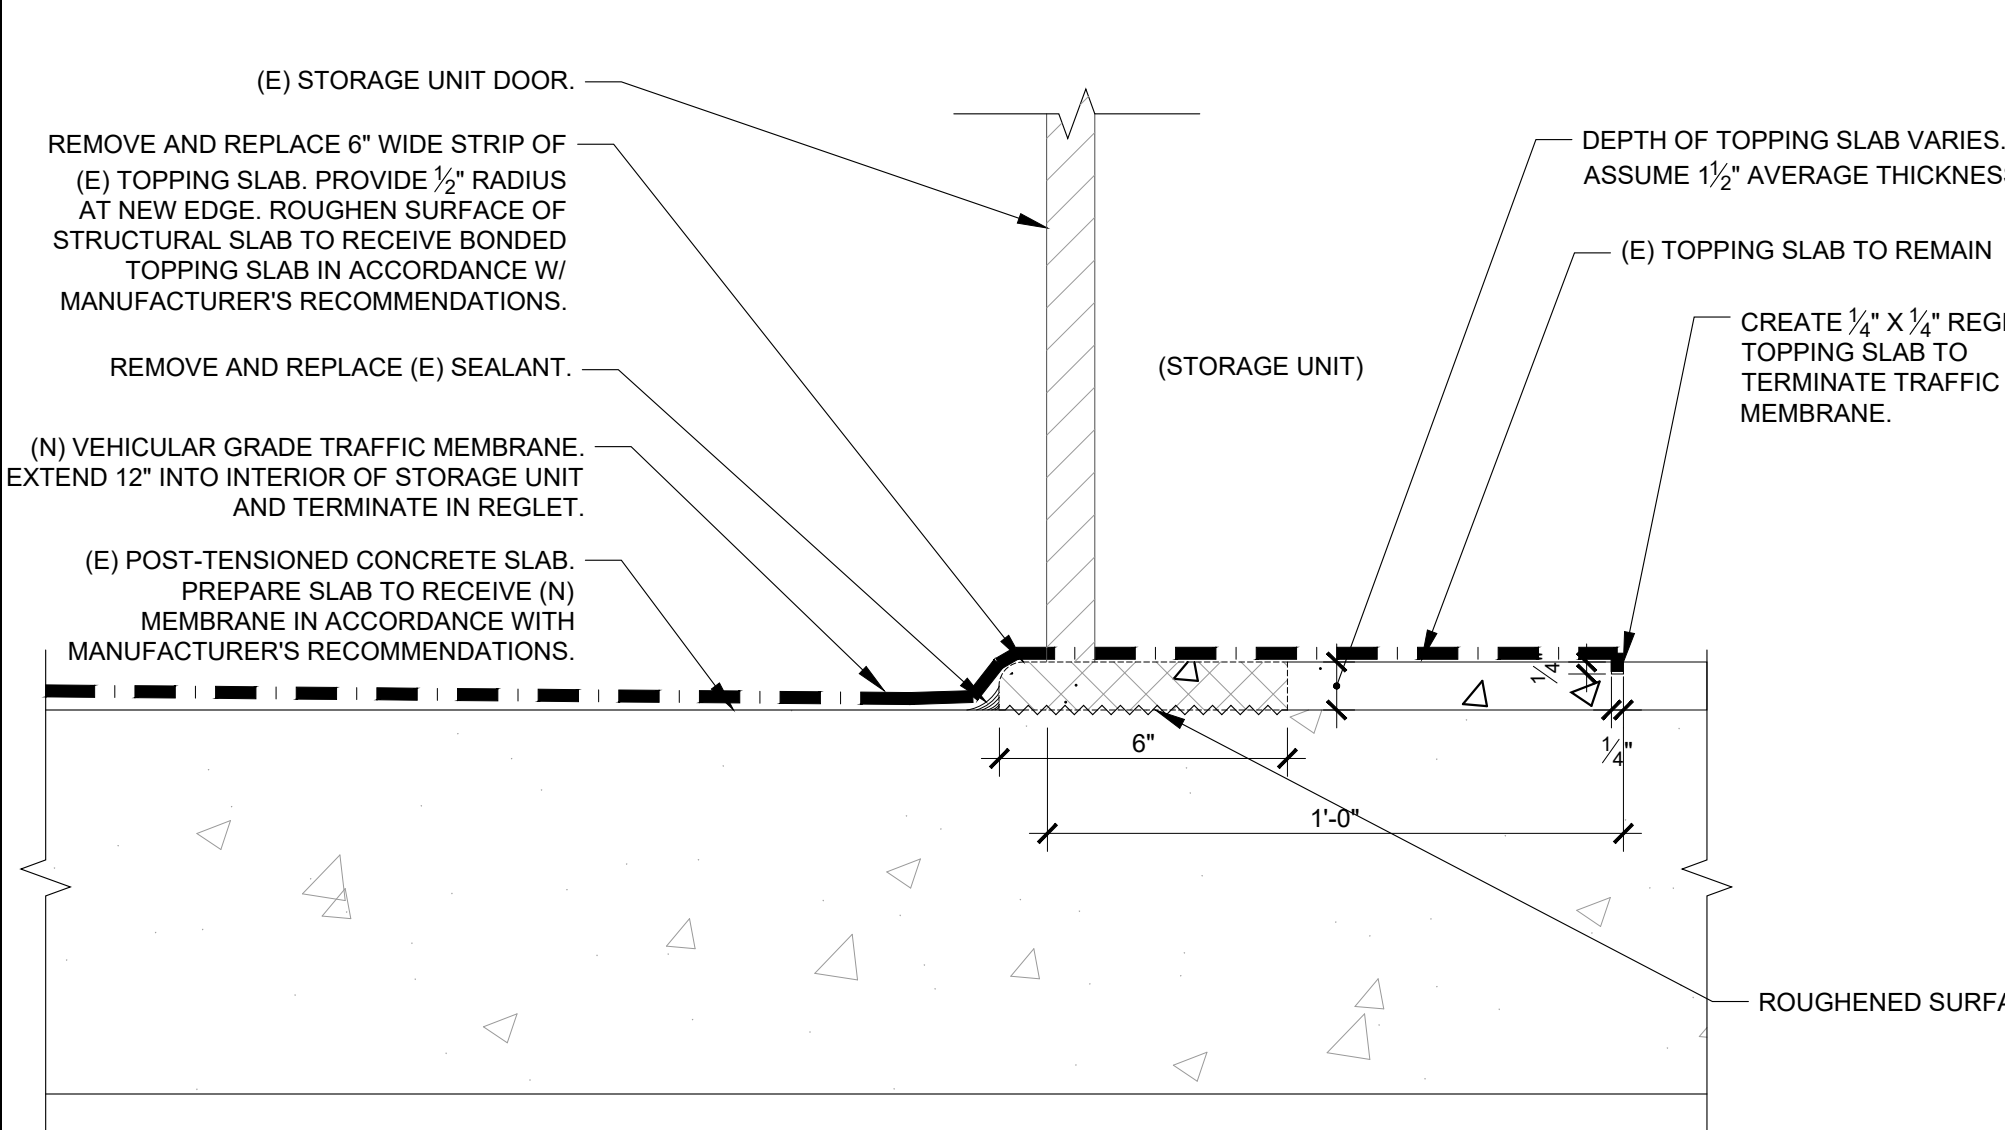 (E) STORAGE UNIT DOOR.
REMOVE AND REPLACE 6" WIDE STRIP OF
(E) TOPPING SLAB. PROVIDE ½" RADIUS
AT NEW EDGE. ROUGHEN SURFACE OF
STRUCTURAL SLAB TO RECEIVE BONDED
TOPPING SLAB IN ACCORDANCE W/
MANUFACTURER'S RECOMMENDATIONS.
REMOVE AND REPLACE (E) SEALANT.
(N) VEHICULAR GRADE TRAFFIC MEMBRANE.
EXTEND 12" INTO INTERIOR OF STORAGE UNIT
AND TERMINATE IN REGLET.
(E) POST-TENSIONED CONCRETE SLAB.
PREPARE SLAB TO RECEIVE (N)
MEMBRANE IN ACCORDANCE WITH
MANUFACTURER'S RECOMMENDATIONS.
(STORAGE UNIT)
DEPTH OF TOPPING SLAB VARIES.
ASSUME 1½" AVERAGE
(E) TOPPING SLAB TO REMAIN
CREATE ¼" X ¼"
TOPPING SLAB TO
TERMINATE TRAFFIC
MEMBRANE.
¼"
¼"
6"
1'-0"
ROUGHENED